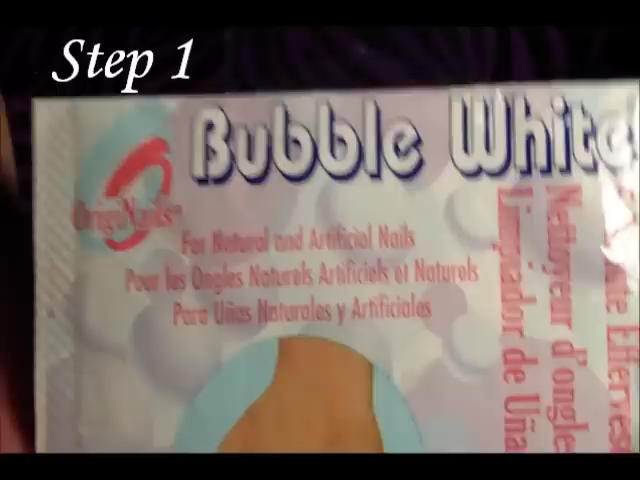 Step 1
Bubble White
OrigiNails
For Natural and Artificial Nails
Pour les Ongles Naturels Artificiels et Naturels
Para Uñas Naturales y Artificiales
Nettoyeur d'ongle
Limpiador de Uña